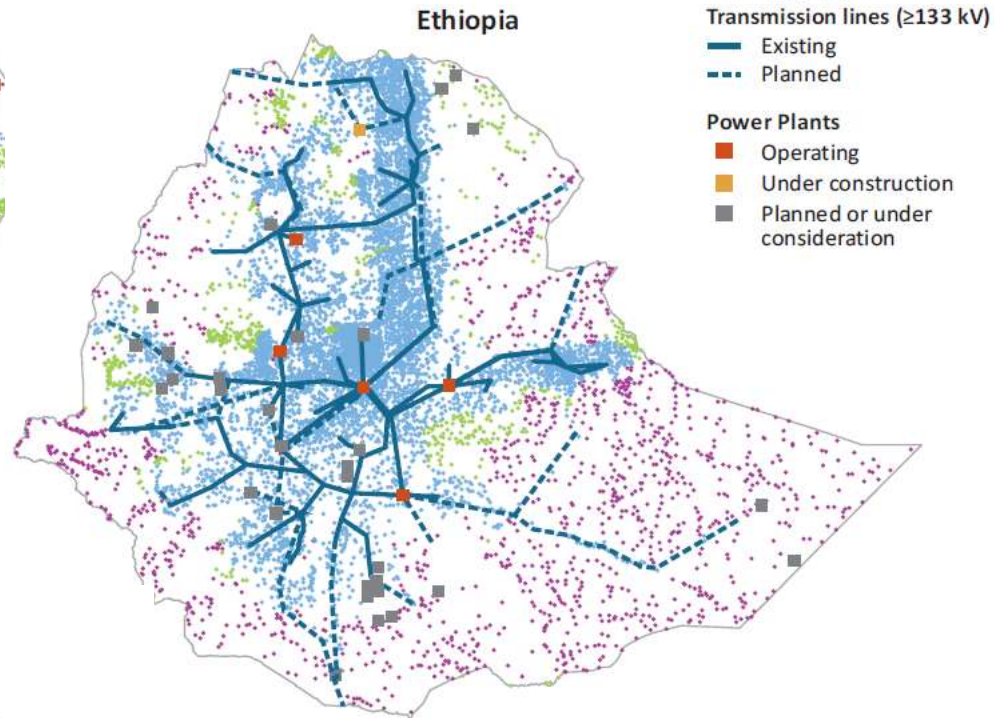 Ethiopia
Transmission lines (≥133 kV)
Existing
Planned
Power Plants
Operating
Under construction
Planned or under
consideration